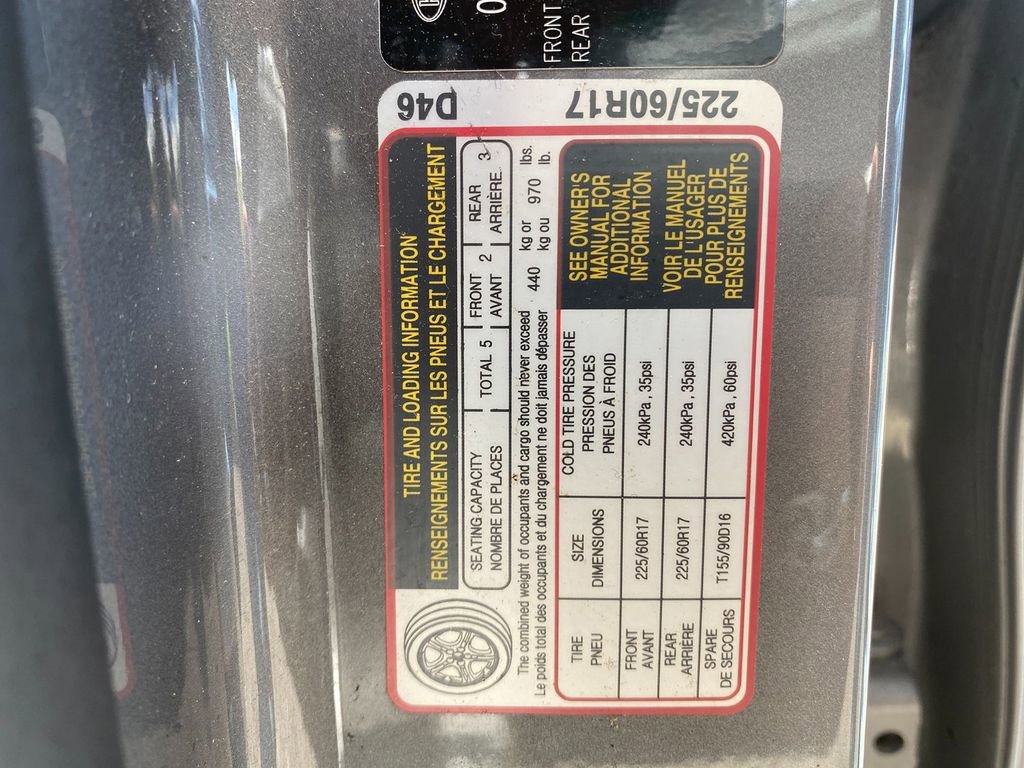 0
FRONT
REAR
D46
225/60R17
TIRE AND LOADING INFORMATION
RENSEIGNEMENTS SUR LES PNEUS ET LE CHARGEMENT
SEATING CAPACITY
NOMBRE DE PLACES
TOTAL 5
FRONT
AVANT 2
REAR
ARRIÈRE 3
The combined weight of occupants and cargo should never exceed 440 kg or 970 lbs.
Le poids total des occupants et du chargement ne doit jamais dépasser kg ou lb.
TIRE SIZE COLD TIRE PRESSURE
PNEU DIMENSIONS PRESSION DES
PNEUS À FROID
FRONT
AVANT 225/60R17 240kPa, 35psi
REAR
ARRIÈRE 225/60R17 240kPa, 35psi
SPARE
DE SECOURS T155/90D16 420kPa, 60psi
SEE OWNER'S
MANUAL FOR
ADDITIONAL
INFORMATION
VOIR LE MANUEL
DE L'USAGER
POUR PLUS DE
RENSEIGNEMENTS